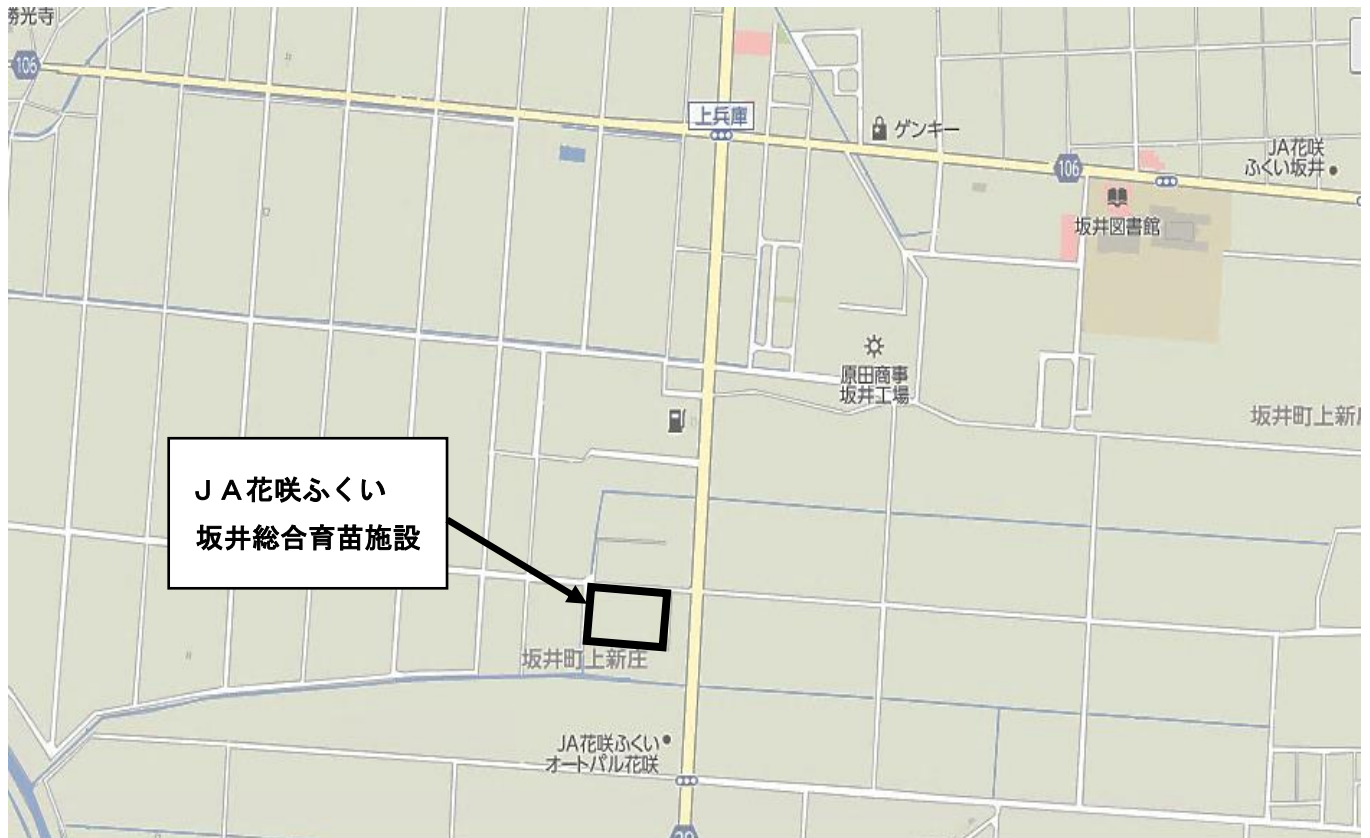 勝光寺
106
上兵庫
ゲンキー
106
JA花咲
ふくい坂井
坂井図書館
原田商事
坂井工場
坂井町上新
ＪＡ花咲ふくい
坂井総合育苗施設
坂井町上新庄
JA花咲ふくい
オートパル花咲